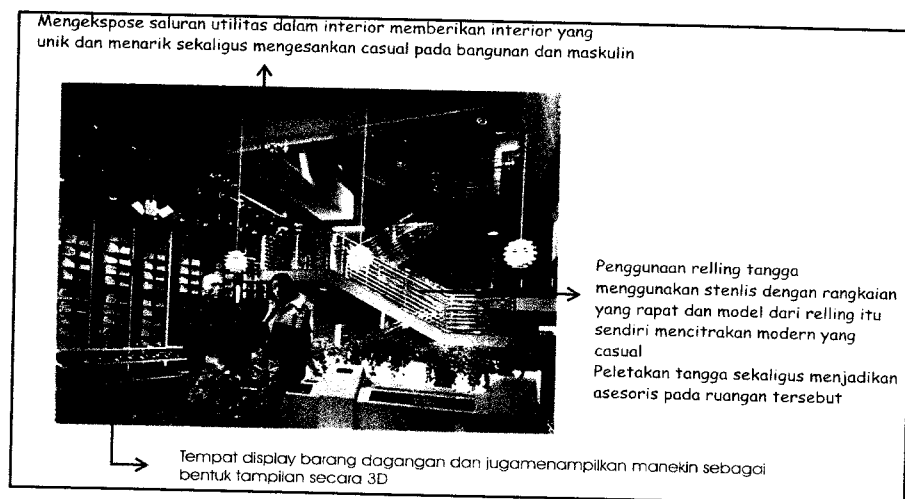 Mengekspose saluran utilitas dalam interior memberikan interior yang
unik dan menarik sekaligus mengesankan casual pada bangunan dan maskulin
Penggunaan relling tangga
menggunakan stenlis dengan rangkaian
yang rapat dan model dari relling itu
sendiri mencitrakan modern yang
casual
Peletakan tangga sekaligus menjadikan
asesoris pada ruangan tersebut
Tempat display barang dagangan dan jugamenampilkan manekin sebagai
bentuk tampilan secara 3D